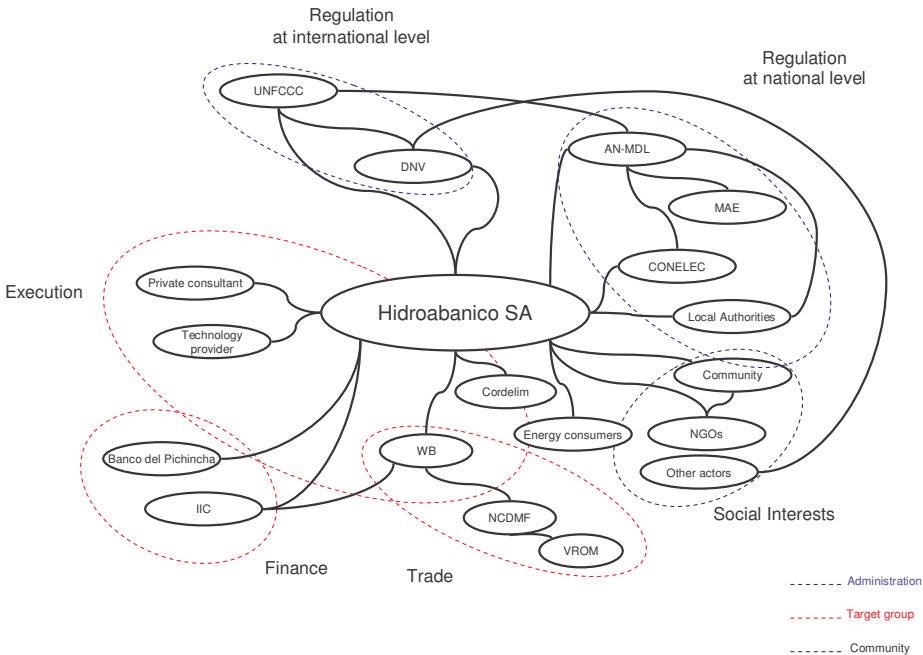 Regulation
at international level
Regulation
at national level
UNFCCC
DNV
AN-MDL
MAE
CONELEC
Local Authorities
Execution
Private consultant
Technology
provider
Hidroabanico SA
Community
Cordelim
NGOs
Energy consumers
Other actors
WB
Banco del Pichincha
IIC
NCDMF
VROM
Social Interests
Finance
Trade
Administration
Target group
Community